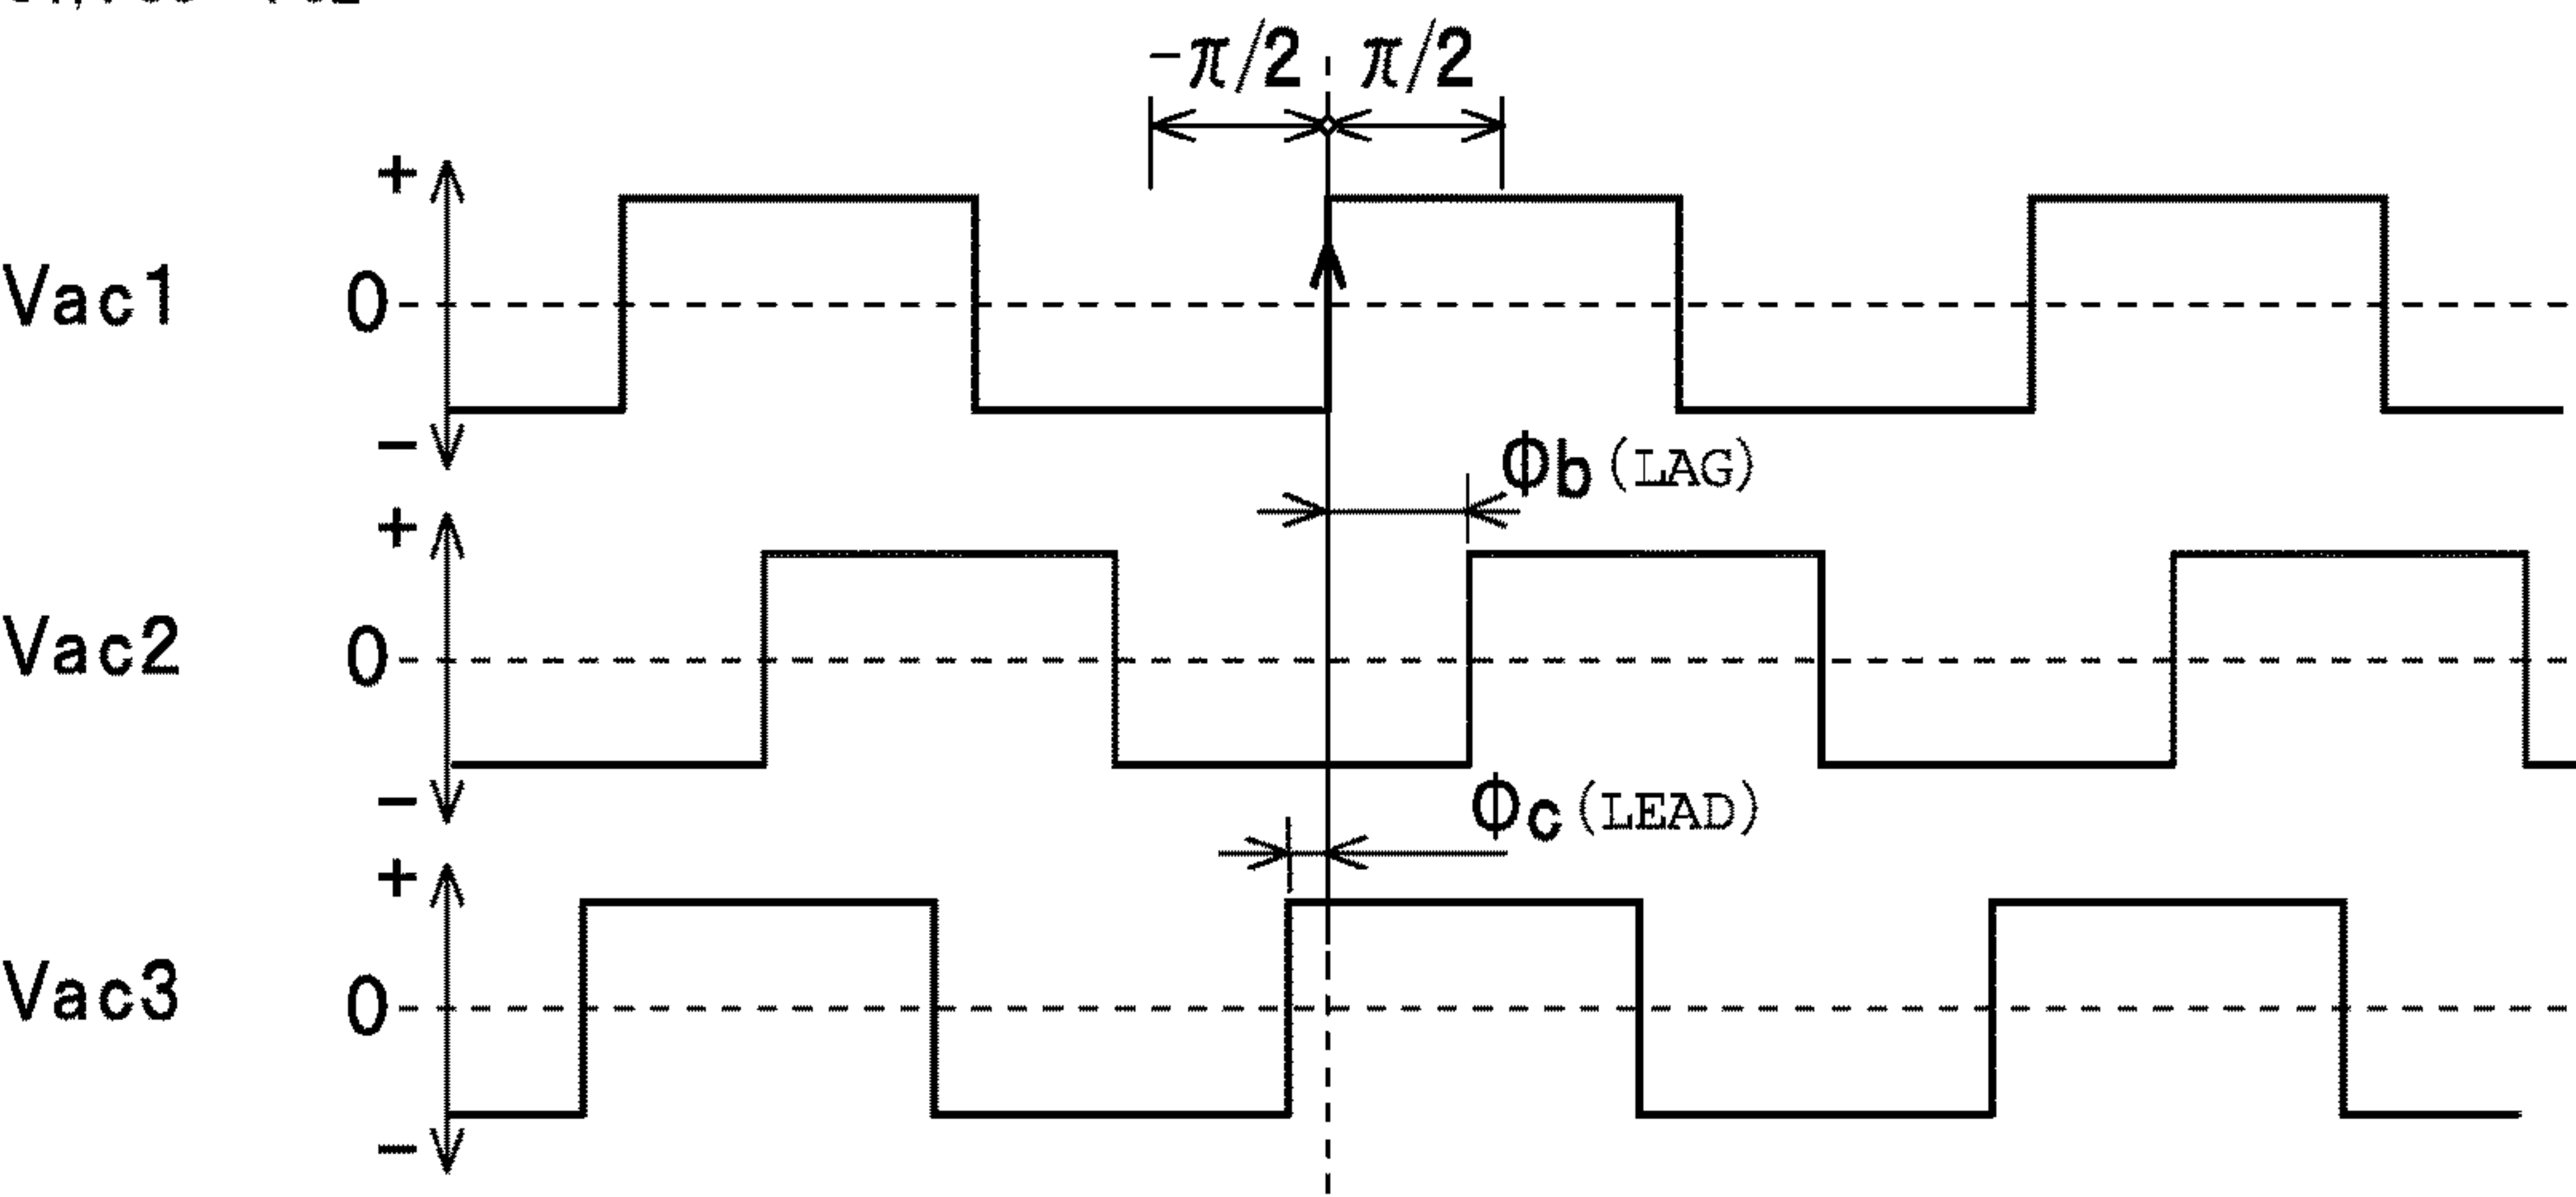 -π/2 π/2
+
Vac1 0
-
Φb (LAG)
+
Vac2 0
-
Φc (LEAD)
+
Vac3 0
-